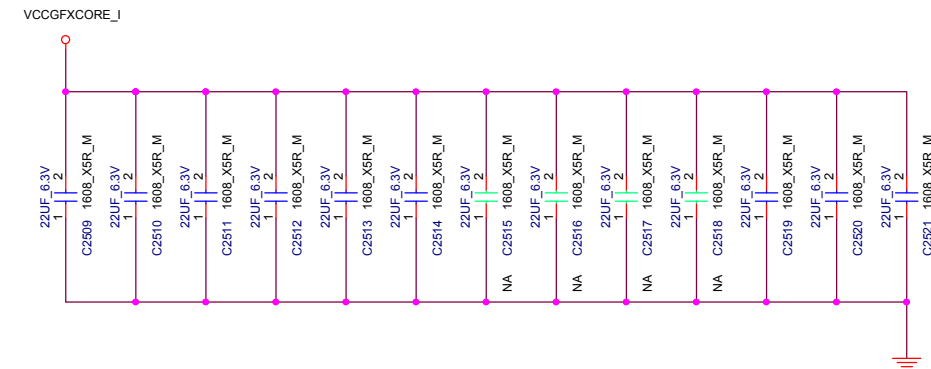 VCCGFXCORE_I
22UF_6.3V
1 2
C2509
1608_X5R_M
22UF_6.3V
1 2
C2510
1608_X5R_M
22UF_6.3V
1 2
C2511
1608_X5R_M
22UF_6.3V
1 2
C2512
1608_X5R_M
22UF_6.3V
1 2
C2513
1608_X5R_M
22UF_6.3V
1 2
C2514
1608_X5R_M
22UF_6.3V
1 2
C2515
NA
1608_X5R_M
22UF_6.3V
1 2
C2516
NA
1608_X5R_M
22UF_6.3V
1 2
C2517
NA
1608_X5R_M
22UF_6.3V
1 2
C2518
NA
1608_X5R_M
22UF_6.3V
1 2
C2519
1608_X5R_M
22UF_6.3V
1 2
C2520
1608_X5R_M
22UF_6.3V
1 2
C2521
1608_X5R_M